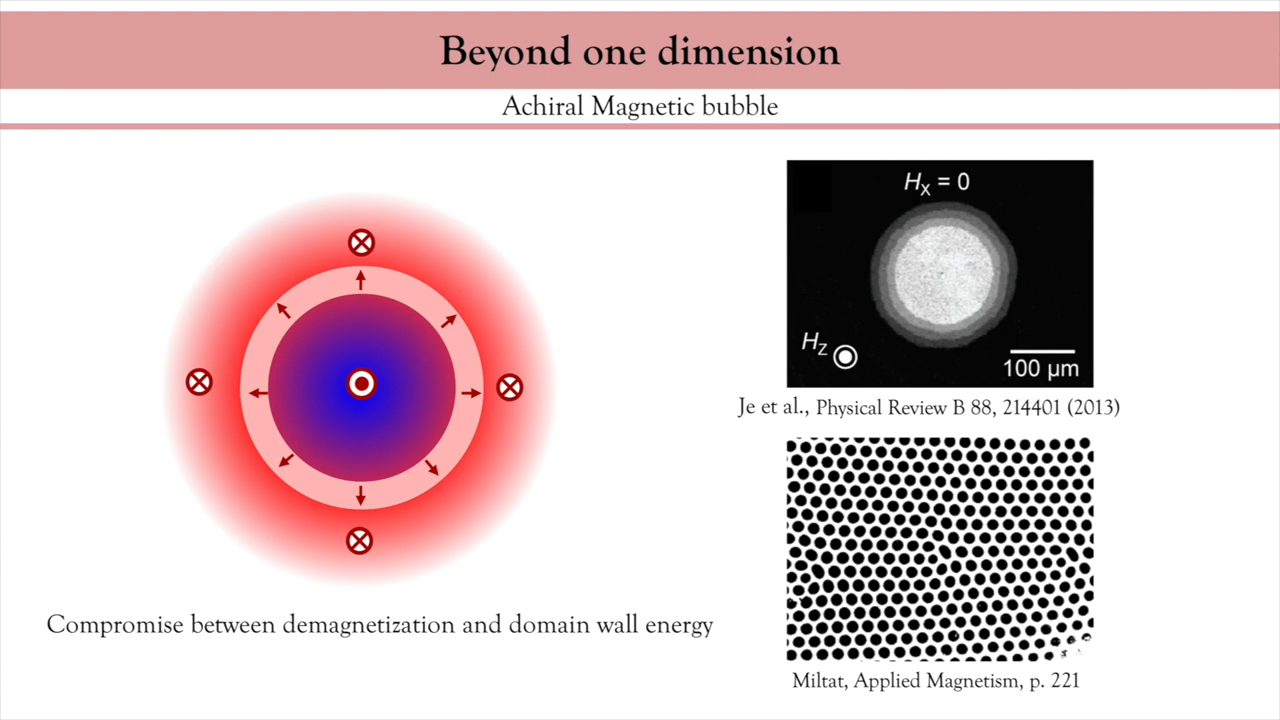 Beyond one dimension
Achiral Magnetic bubble
Hx = 0
Hz
100 μm
Je et al., Physical Review B 88, 214401 (2013)
Compromise between demagnetization and domain wall energy
Miltat, Applied Magnetism, p. 221